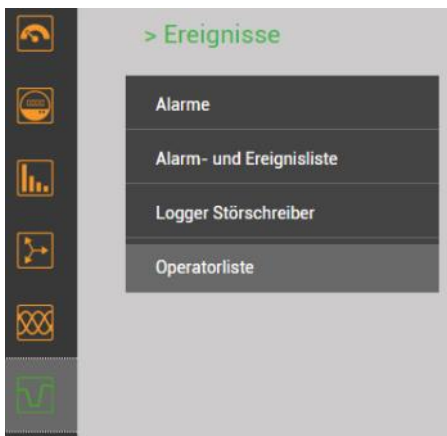 > Ereignisse
Alarme
Alarm- und Ereignisliste
Logger Störschreiber
Operatorliste